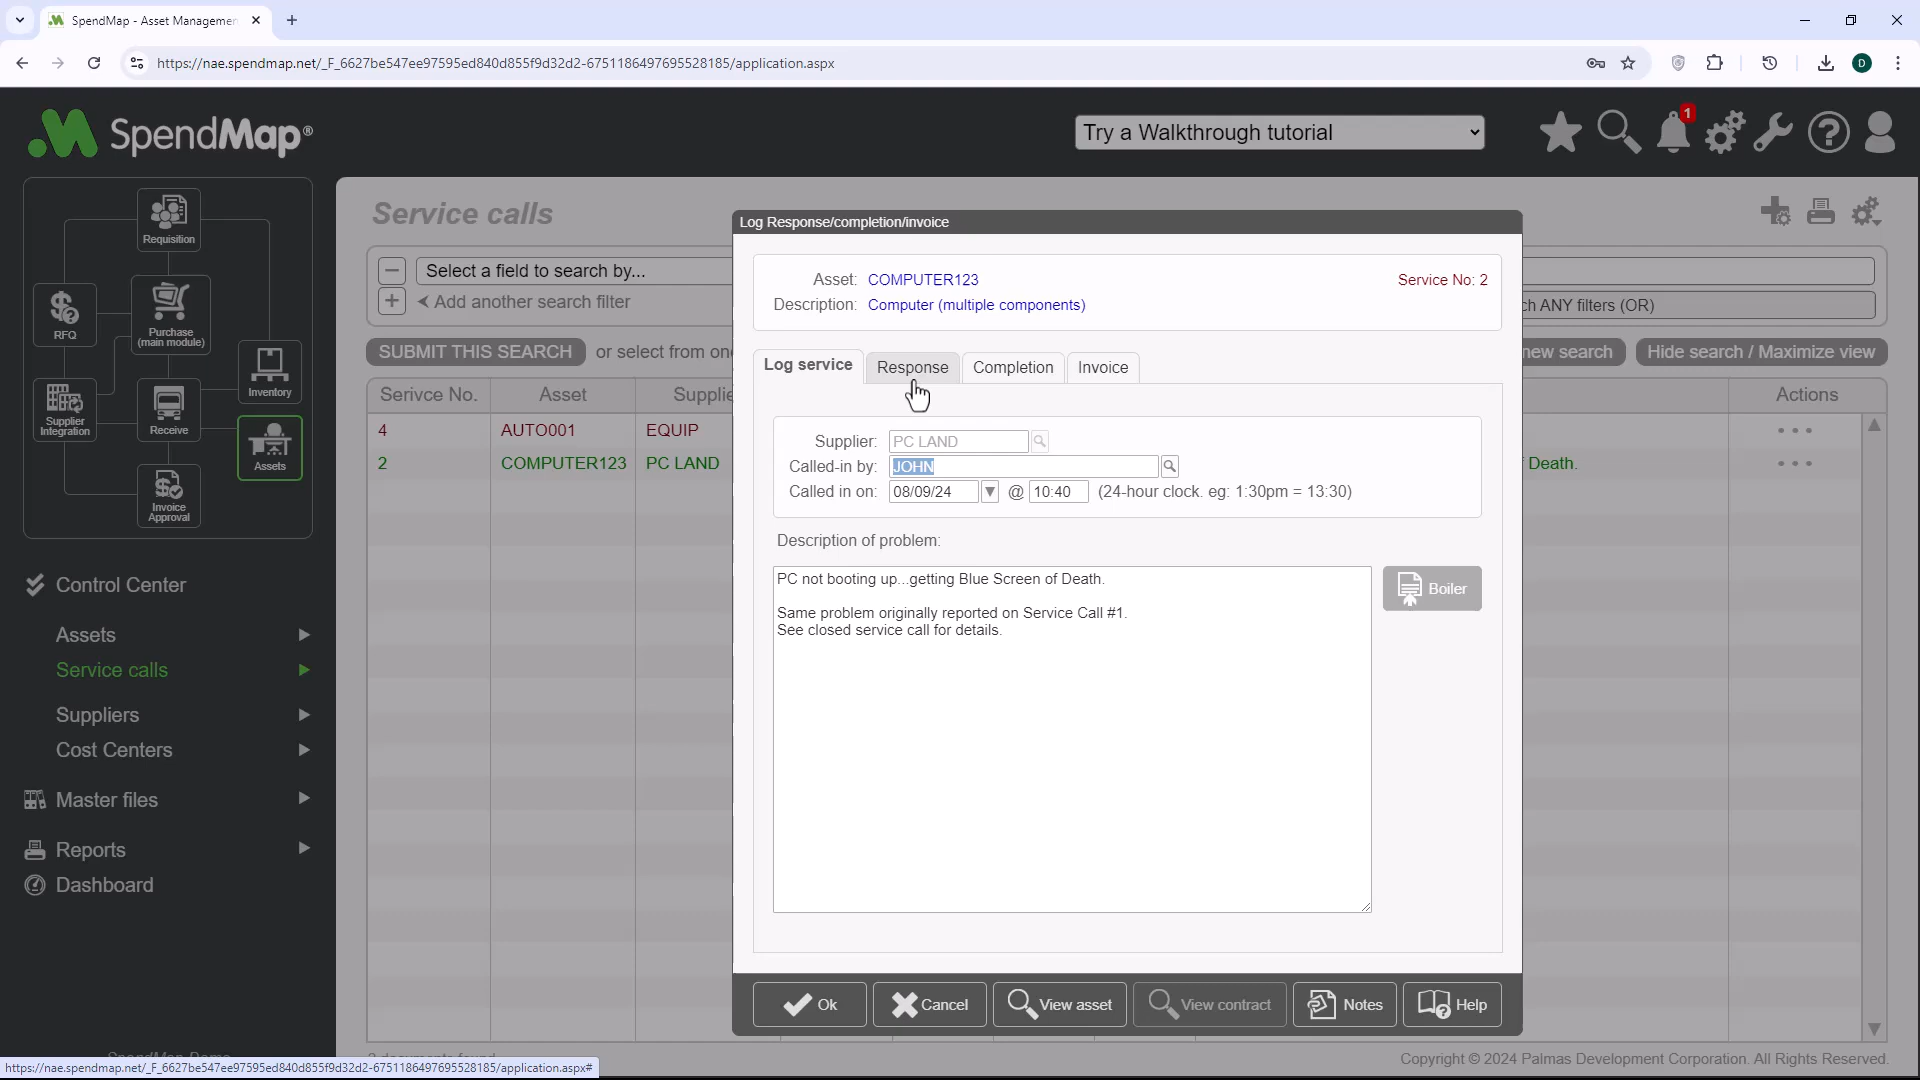 SpendMap - Asset Managemen
https://nae.spendmap.net/_F_6627be547ee97595ed840d855f9d32d2-6751186497695528185/application.aspx
D
SpendMap®
Try a Walkthrough tutorial
1
Requisition
RFQ
Purchase
(main module)
Inventory
Supplier
Integration
Receive
Assets
Invoice
Approval
Control Center
Assets
Service calls
Suppliers
Cost Centers
Master files
Reports
Dashboard
Service calls
Select a field to search by...
Add another search filter
ch ANY filters (OR)
SUBMIT THIS SEARCH or select from on
new search
Hide search / Maximize view
Serivce No. Asset Supplie Actions
4 AUTO001 EQUIP
2 COMPUTER123 PC LAND Death.
Log Response/completion/invoice
Asset: COMPUTER123 Service No: 2
Description: Computer (multiple components)
Log service Response Completion Invoice
Supplier: PC LAND
Called-in by: JOHN
Called in on: 08/09/24 @ 10:40 (24-hour clock. eg: 1:30pm = 13:30)
Description of problem:
PC not booting up...getting Blue Screen of Death.
Same problem originally reported on Service Call #1.
See closed service call for details.
Boiler
Ok Cancel View asset View contract Notes Help
Copyright © 2024 Palmas Development Corporation. All Rights Reserved.
https://nae.spendmap.net/_F_6627be547ee97595ed840d855f9d32d2-6751186497695528185/application.aspx#